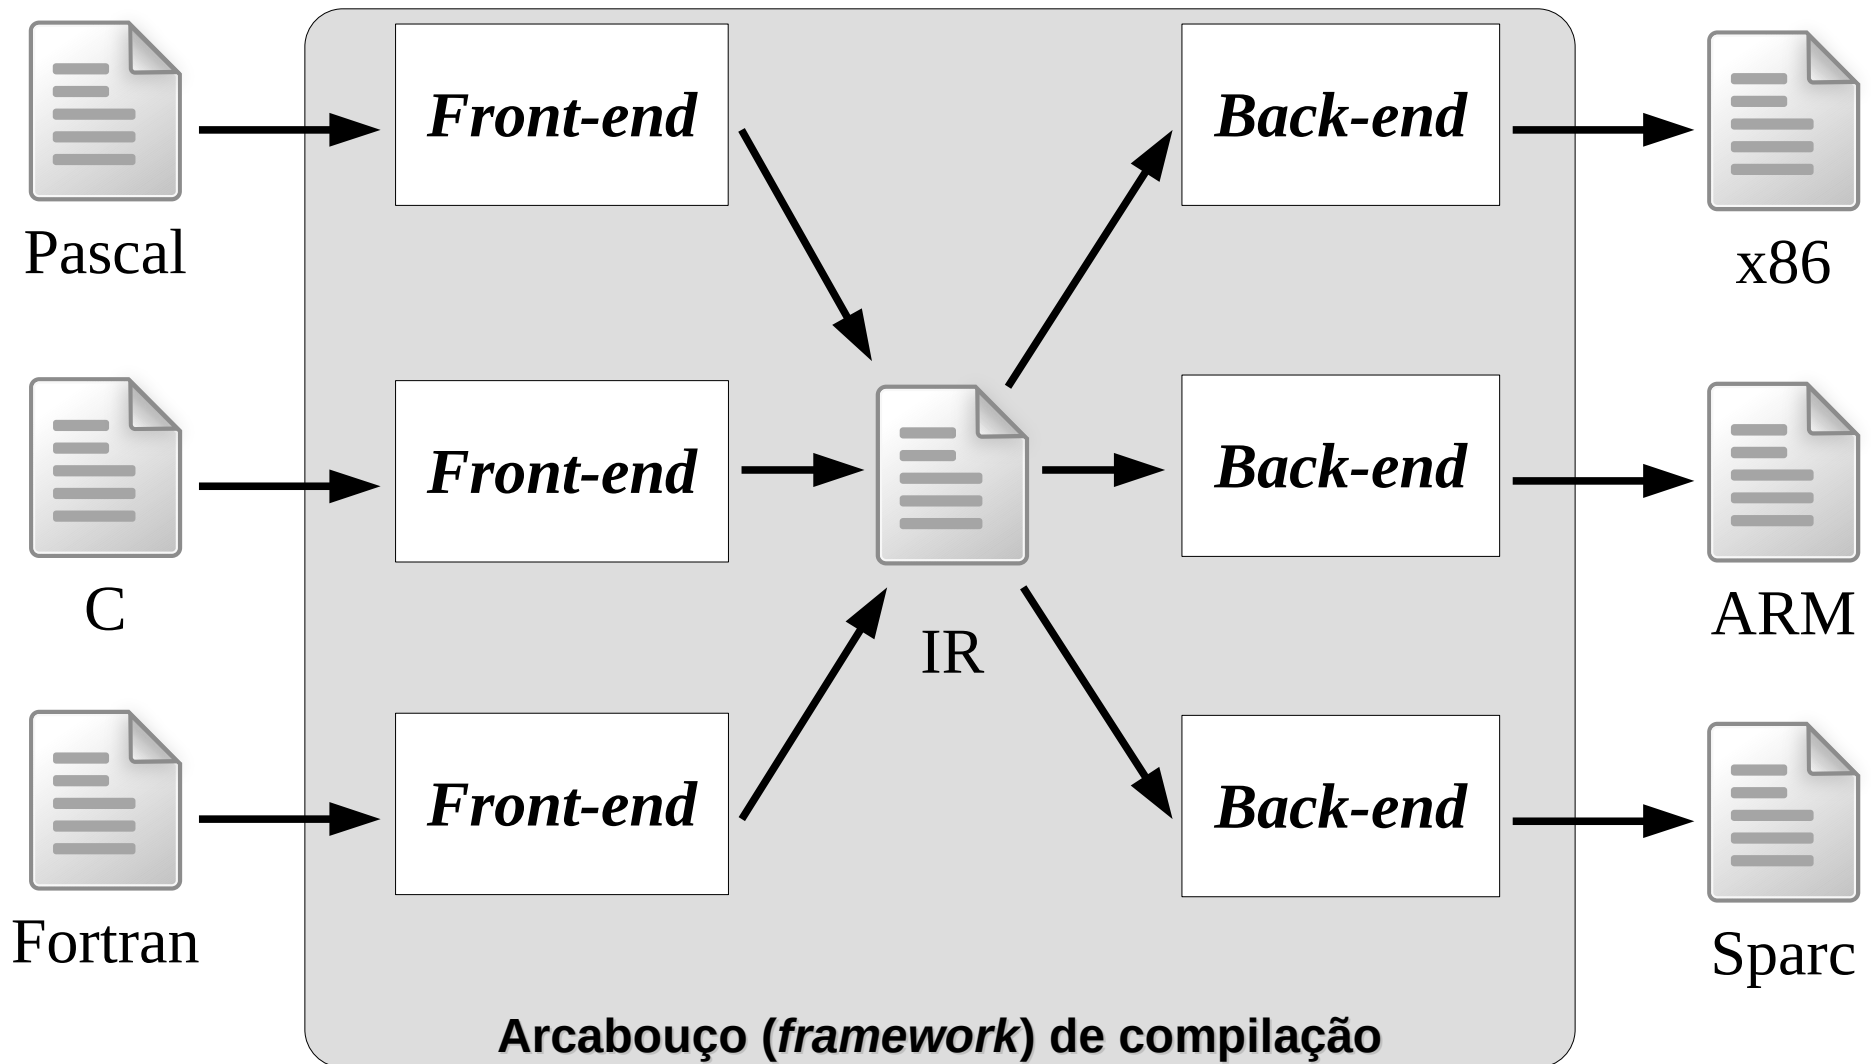 Front-end
Back-end
Pascal
x86
Front-end
Back-end
C
IR
ARM
Front-end
Back-end
Fortran
Sparc
Arcabouço (framework) de compilação